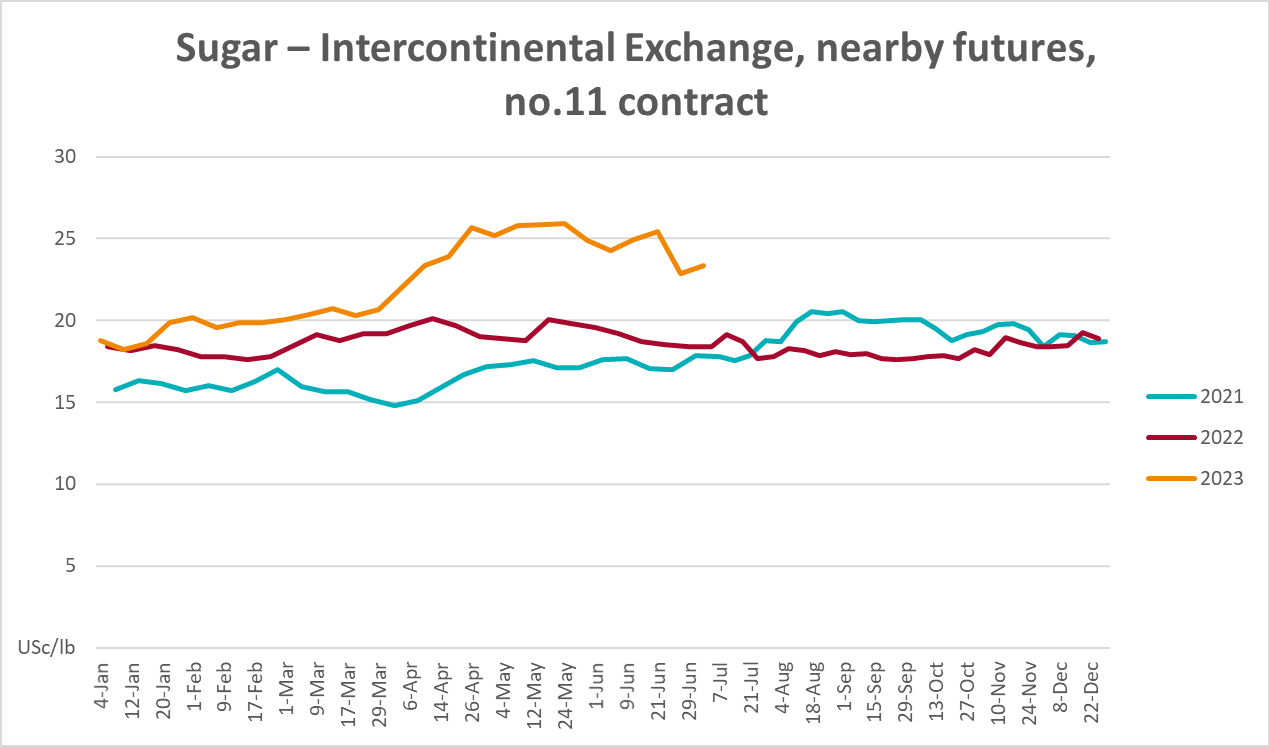 Sugar – Intercontinental Exchange, nearby futures,
no.11 contract
30
25
20
15
10
5
USc/lb
4-Jan
12-Jan
20-Jan
1-Feb
9-Feb
17-Feb
1-Mar
9-Mar
17-Mar
29-Mar
6-Apr
14-Apr
26-Apr
4-May
12-May
24-May
1-Jun
9-Jun
21-Jun
29-Jun
7-Jul
21-Jul
4-Aug
18-Aug
1-Sep
15-Sep
29-Sep
13-Oct
27-Oct
10-Nov
24-Nov
8-Dec
22-Dec
2021
2022
2023